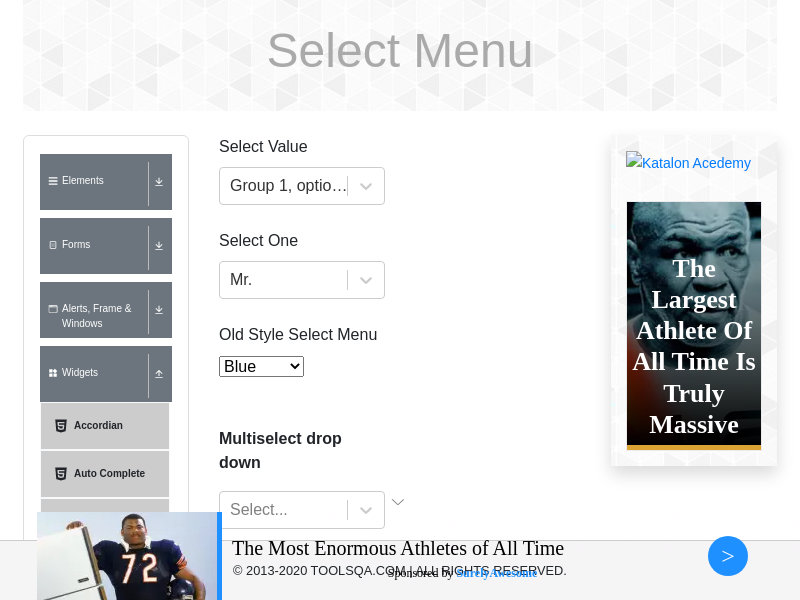 Select Menu
Elements
Forms
Alerts, Frame &
Windows
Widgets
Accordian
Auto Complete
Select Value
Group 1, optio...
Select One
Mr.
Old Style Select Menu
Blue
Multiselect drop
down
Select...
Katalon Acedemy
The
Largest
Athlete Of
All Time Is
Truly
Massive
72
The Most Enormous Athletes of All Time
© 2013-2020 TOOLSQA.COM | ALL RIGHTS RESERVED.
Sponsored by SurelyAwesome
>